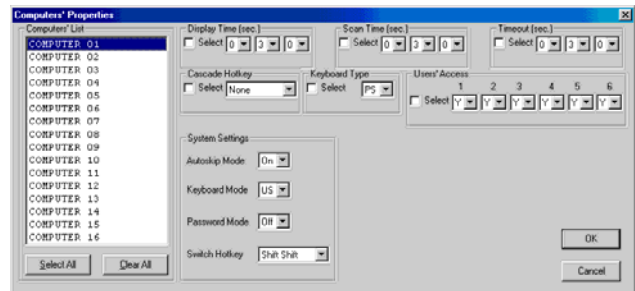 Computers' Properties
Computers' List
COMPUTER 01
COMPUTER 02
COMPUTER 03
COMPUTER 04
COMPUTER 05
COMPUTER 06
COMPUTER 07
COMPUTER 08
COMPUTER 09
COMPUTER 10
COMPUTER 11
COMPUTER 12
COMPUTER 13
COMPUTER 14
COMPUTER 15
COMPUTER 16
Select All Clear All
Display Time [sec.] Scan Time [sec.] Timeout [sec.]
Select 0 3 0 Select 0 3 0 Select 0 3 0
Cascade Hotkey Keyboard Type Users' Access
1 2 3 4 5 6
Select None Select PS Select Y Y Y Y Y Y
System Settings
Autoskip Mode On
Keyboard Mode US
Password Mode Off
Switch Hotkey Shift Shift
OK
Cancel